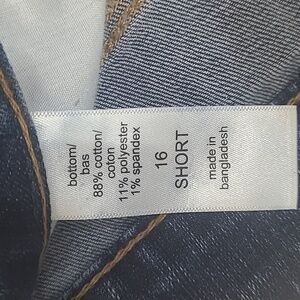 bottom/
bas
88% cotton/
coton
11% polyester
1% spandex
16
SHORT
made in
bangladesh